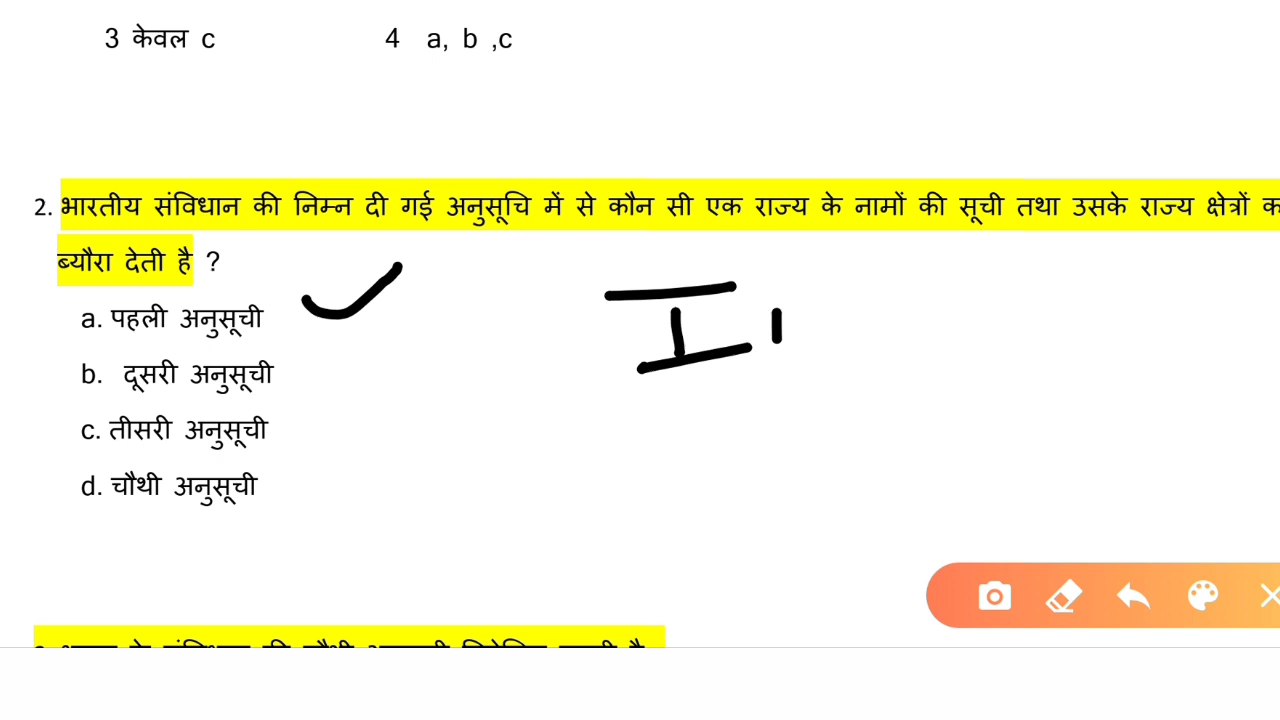 3 केवल c 4 a, b ,c
2. भारतीय संविधान की निम्न दी गई अनुसूचि में से कौन सी एक राज्य के नामों की सूची तथा उसके राज्य क्षेत्रों
ब्यौरा देती है ?
a. पहली अनुसूची
b. दूसरी अनुसूची
c. तीसरी अनुसूची
d. चौथी अनुसूची